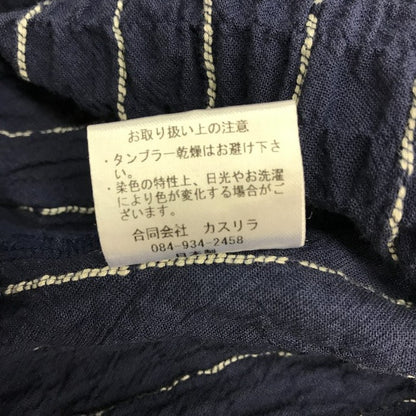 お取り扱い上の注意
・タンブラー乾燥はお避け下さ
い。
・染色の特性上、日光やお洗濯
により色が変化する場合がご
ざいます。
合同会社 カスリラ
084-934-2458
日本製